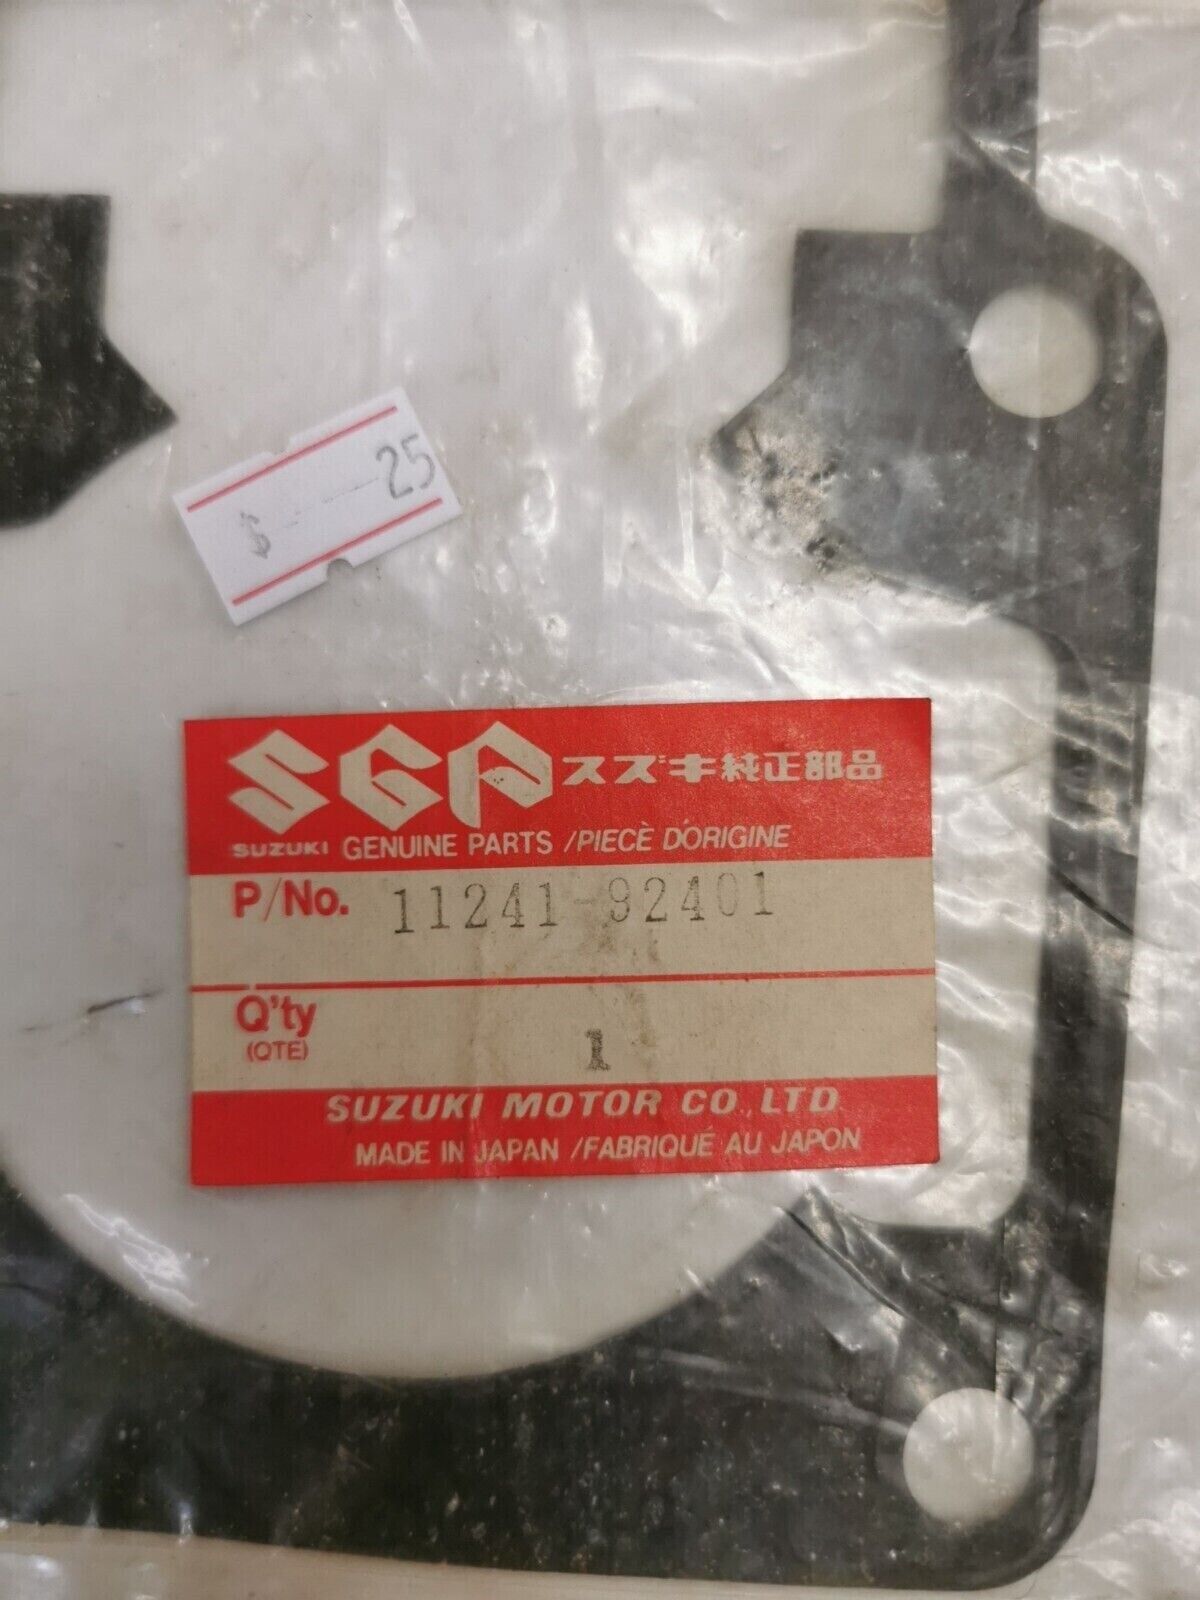 $ - - 25
SGP スズキ純正部品
SUZUKI GENUINE PARTS / PIECÈ D'ORIGINE
P/No. 11241-92401
Q'ty 1
(QTE)
SUZUKI MOTOR CO., LTD
MADE IN JAPAN / FABRIQUÉ AU JAPON